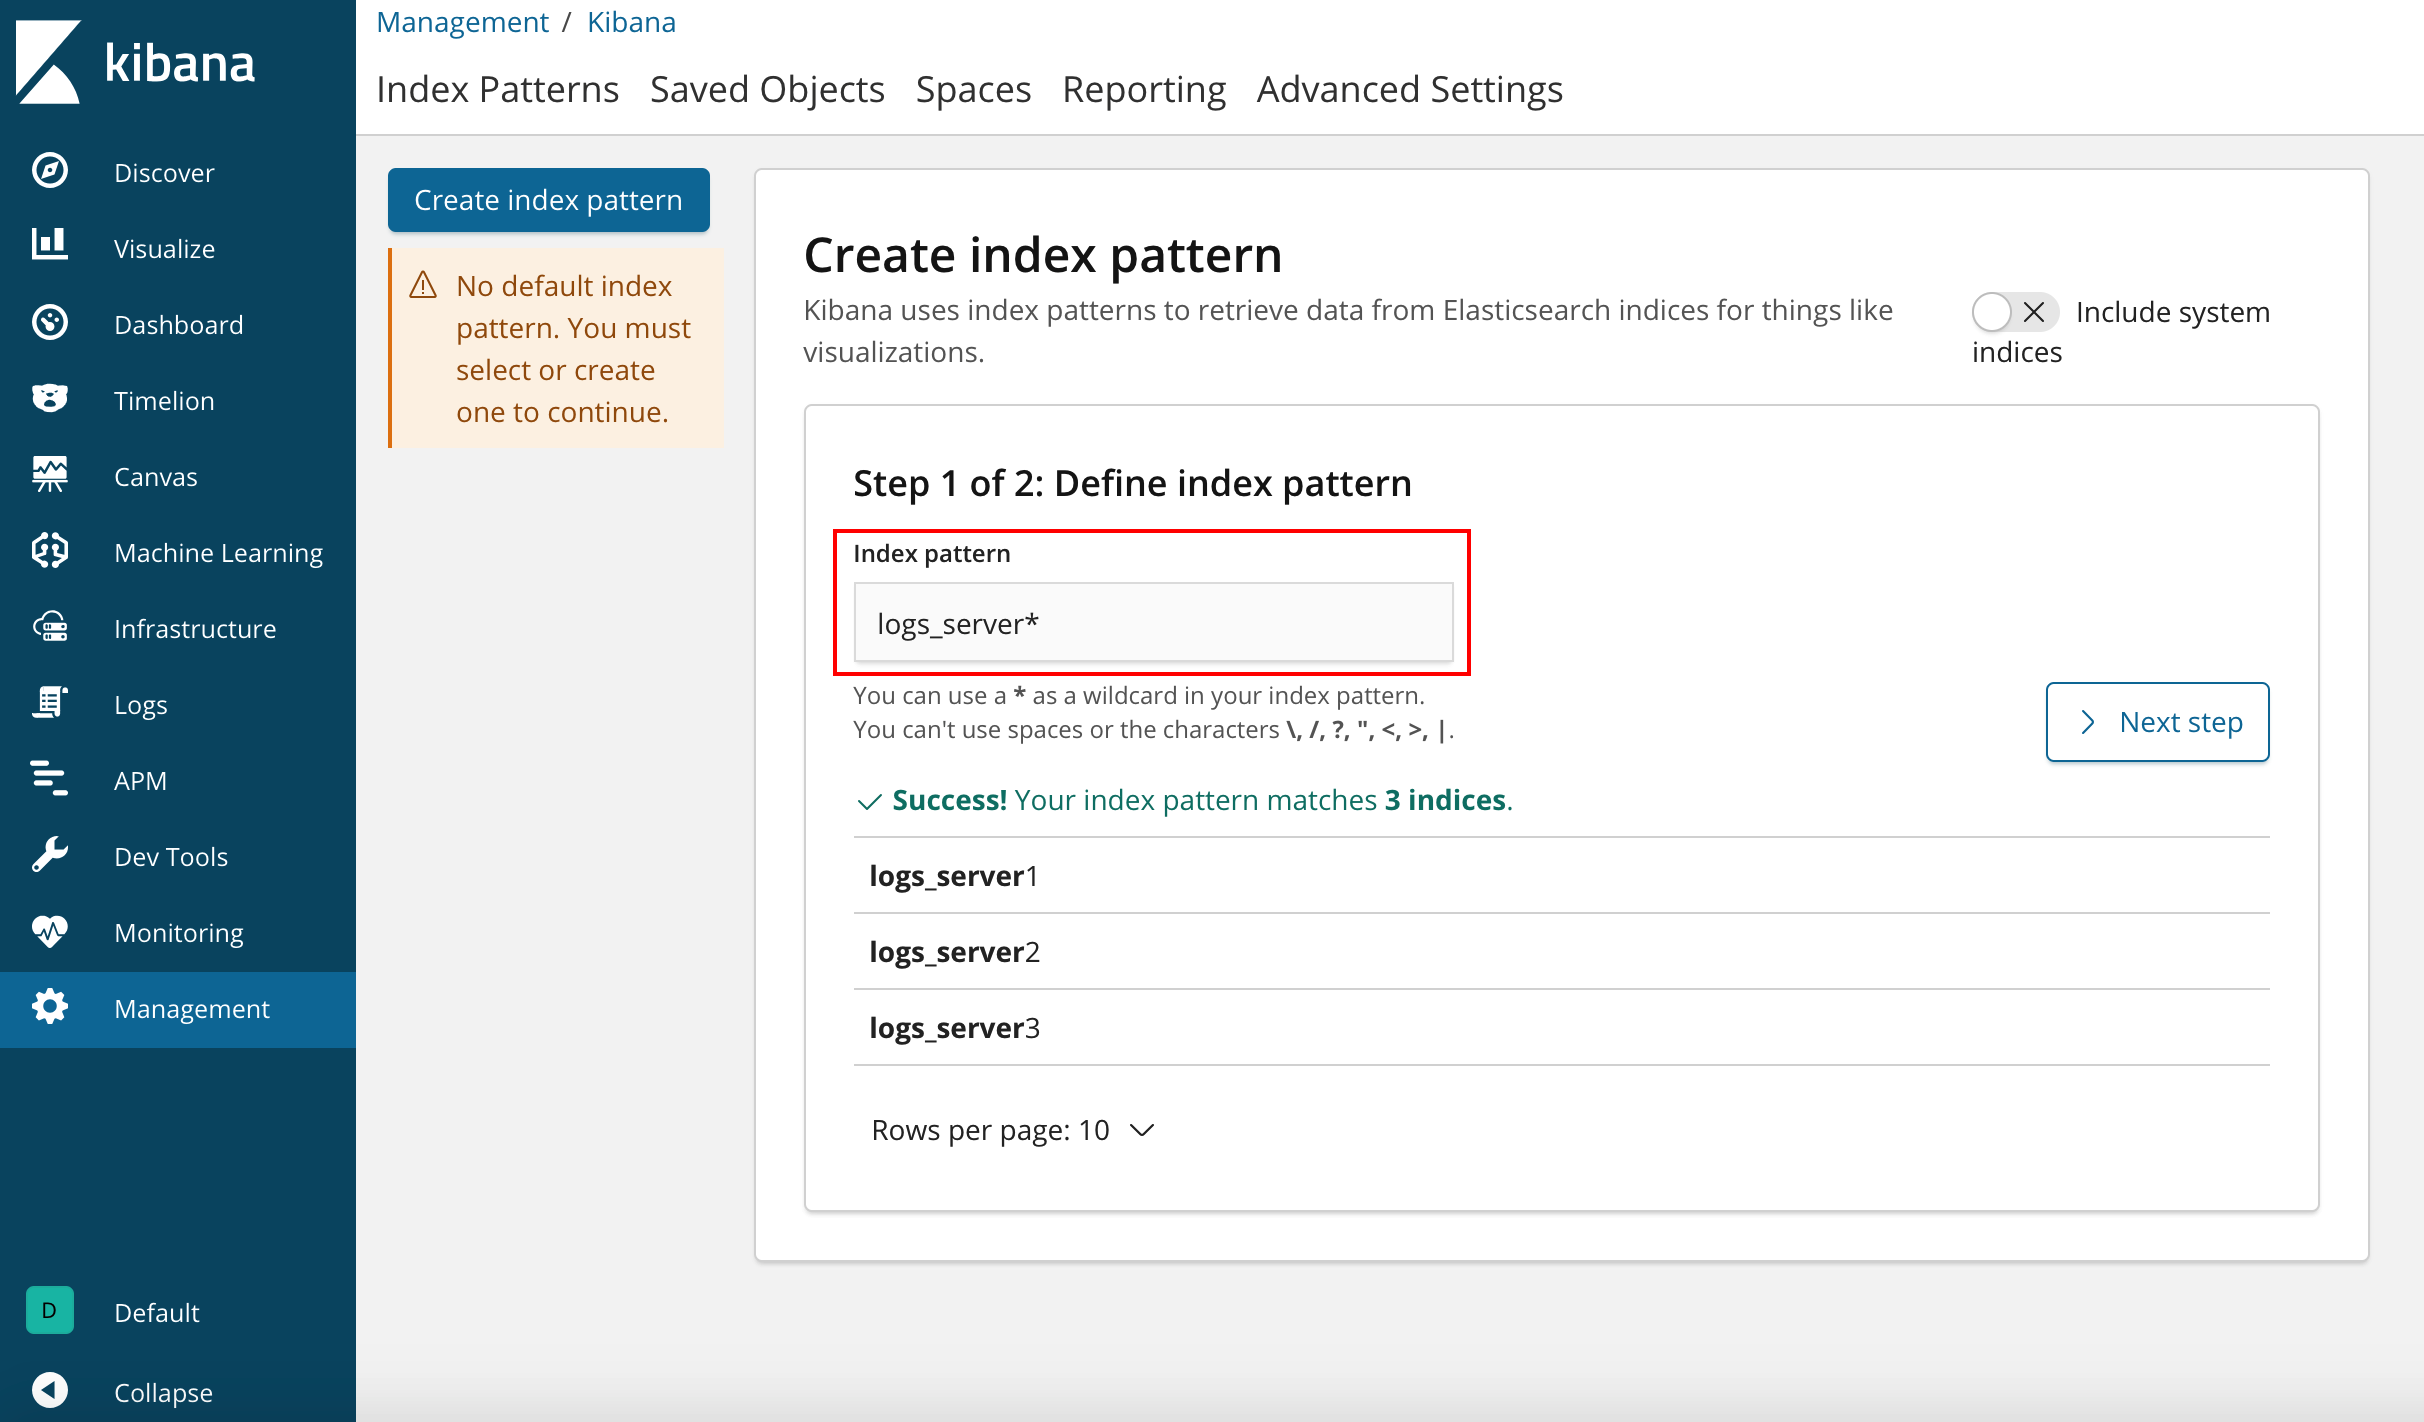 kibana
Discover
Visualize
Dashboard
Timelion
Canvas
Machine Learning
Infrastructure
Logs
APM
Dev Tools
Monitoring
Management
D Default
Collapse
Management / Kibana
Index Patterns Saved Objects Spaces Reporting Advanced Settings
Create index pattern
No default index
pattern. You must
select or create
one to continue.
Create index pattern
Kibana uses index patterns to retrieve data from Elasticsearch indices for things like
visualizations.
Include system
indices
Step 1 of 2: Define index pattern
Index pattern
logs_server*
You can use a * as a wildcard in your index pattern.
You can't use spaces or the characters \, /, ?, ", <, >, |.
Next step
Success! Your index pattern matches 3 indices.
logs_server1
logs_server2
logs_server3
Rows per page: 10